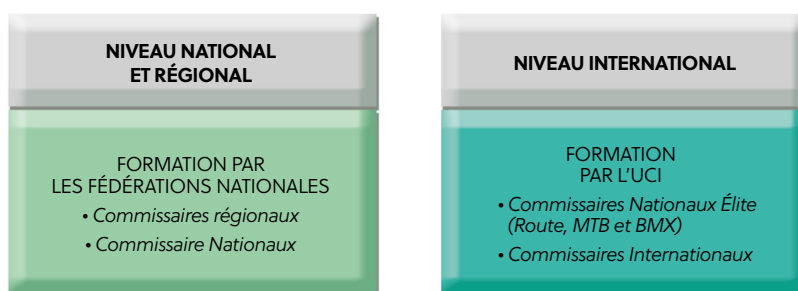 NIVEAU NATIONAL
ET RÉGIONAL
FORMATION PAR
LES FÉDÉRATIONS NATIONALES
• Commissaires régionaux
• Commissaire Nationaux
NIVEAU INTERNATIONAL
FORMATION
PAR L'UCI
• Commissaires Nationaux Élite
(Route, MTB et BMX)
• Commissaires Internationaux